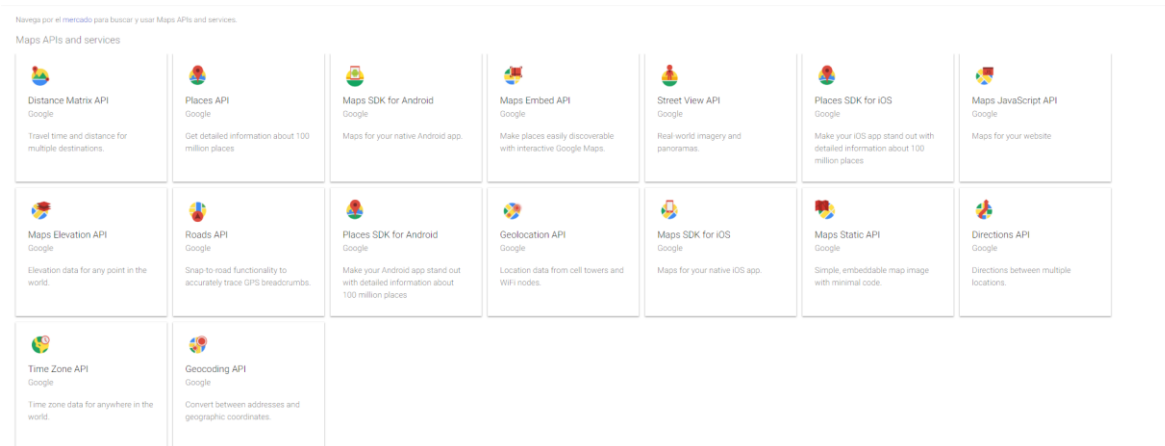 Navega por el mercado para buscar y usar Maps APIs and services.
Maps APIs and services
Distance Matrix API
Google
Travel time and distance for
multiple destinations.
Places API
Google
Get detailed information about 100
million places
Maps SDK for Android
Google
Maps for your native Android app.
Maps Embed API
Google
Make places easily discoverable
with interactive Google Maps.
Street View API
Google
Real-world imagery and
panoramas.
Places SDK for iOS
Google
Make your iOS app stand out with
detailed information about 100
million places
Maps JavaScript API
Google
Maps for your website
Maps Elevation API
Google
Elevation data for any point in the
world.
Roads API
Google
Snap-to-road functionality to
accurately trace GPS breadcrumbs.
Places SDK for Android
Google
Make your Android app stand out
with detailed information about
100 million places
Geolocation API
Google
Location data from cell towers and
WiFi nodes.
Maps SDK for iOS
Google
Maps for your native iOS app.
Maps Static API
Google
Simple, embeddable map image
with minimal code.
Directions API
Google
Directions between multiple
locations.
Time Zone API
Google
Time zone data for anywhere in the
world.
Geocoding API
Google
Convert between addresses and
geographic coordinates.